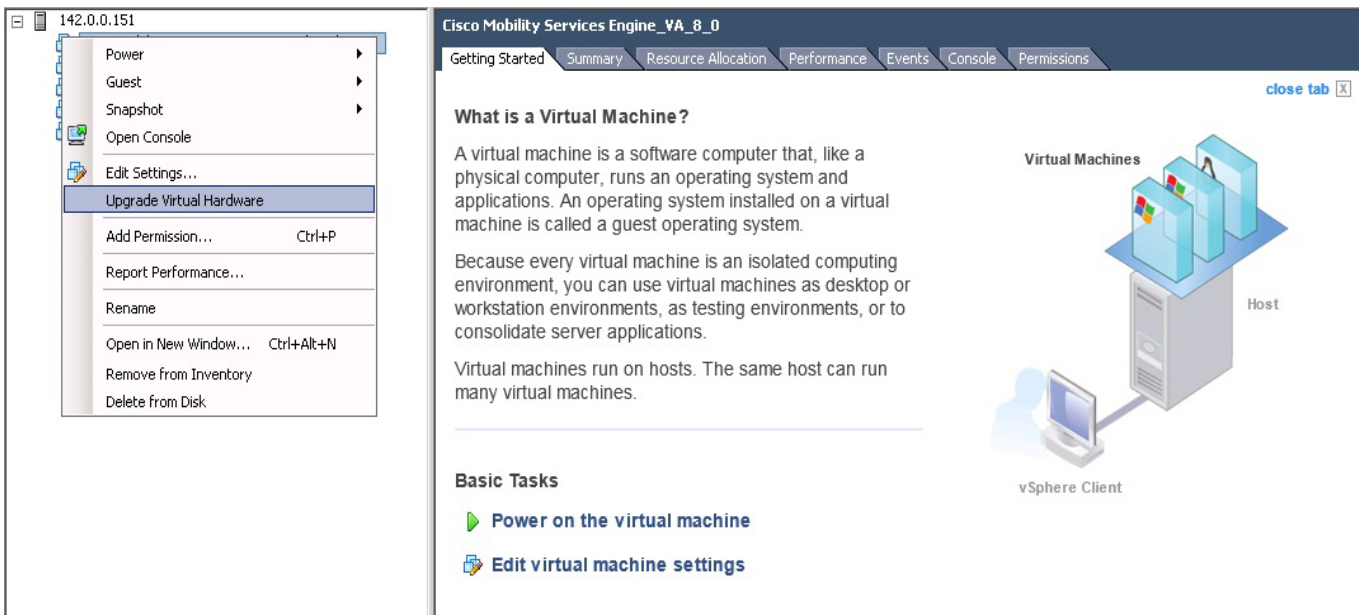 142.0.0.151
Power
Guest
Snapshot
Open Console
Edit Settings...
Upgrade Virtual Hardware
Add Permission... Ctrl+P
Report Performance...
Rename
Open in New Window... Ctrl+Alt+N
Remove from Inventory
Delete from Disk
Cisco Mobility Services Engine_VA_8_0
Getting Started Summary Resource Allocation Performance Events Console Permissions
close tab X
What is a Virtual Machine?
A virtual machine is a software computer that, like a
physical computer, runs an operating system and
applications. An operating system installed on a virtual
machine is called a guest operating system.
Because every virtual machine is an isolated computing
environment, you can use virtual machines as desktop or
workstation environments, as testing environments, or to
consolidate server applications.
Virtual machines run on hosts. The same host can run
many virtual machines.
Virtual Machines
Host
vSphere Client
Basic Tasks
Power on the virtual machine
Edit virtual machine settings